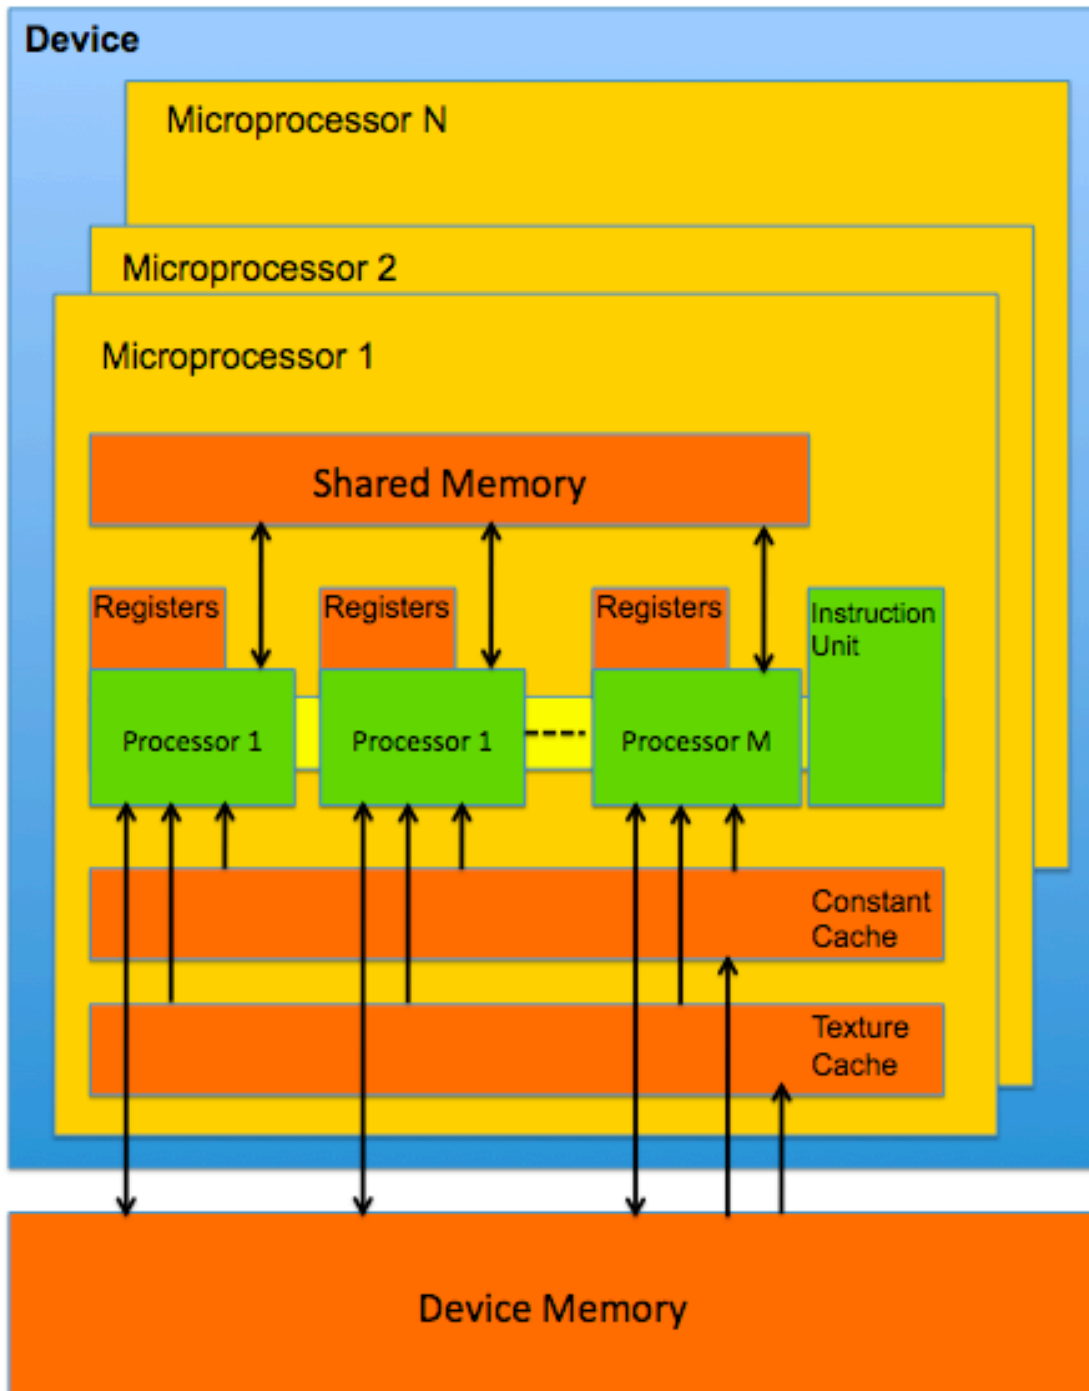 Device
Microprocessor N
Microprocessor 2
Microprocessor 1
Shared Memory
Registers
Registers
Registers
Instruction
Unit
Processor 1
Processor 1
Processor M
Constant
Cache
Texture
Cache
Device Memory